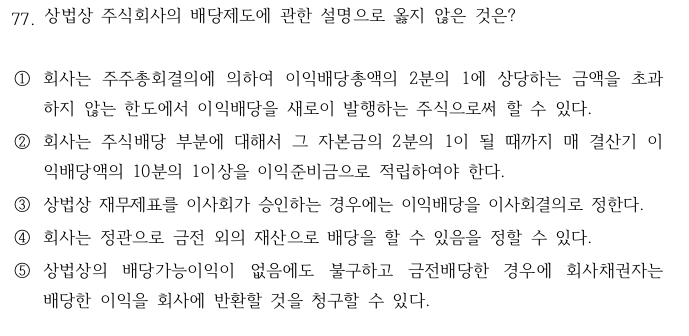 77. 상법상 주식회사의 배당제도에 관한 설명으로 옳지 않은 것은?
① 회사는 주주총회결의에 의하여 이익배당총액의 2분의 1에 상당하는 금액을 초과
하지 않는 한도에서 이익배당을 새로이 발행하는 주식으로써 할 수 있다.
② 회사는 주식배당 부분에 대해서 그 자본금의 2분의 1이 될 때까지 매 결산기 이
익배당액의 10분의 1이상을 이익준비금으로 적립하여야 한다.
③ 상법상 재무제표를 이사회가 승인하는 경우에는 이익배당을 이사회결의로 정한다.
④ 회사는 정관으로 금전 외의 재산으로 배당을 할 수 있음을 정할 수 있다.
⑤ 상법상의 배당가능이익이 없음에도 불구하고 금전배당한 경우에 회사채권자는
배당한 이익을 회사에 반환할 것을 청구할 수 있다.